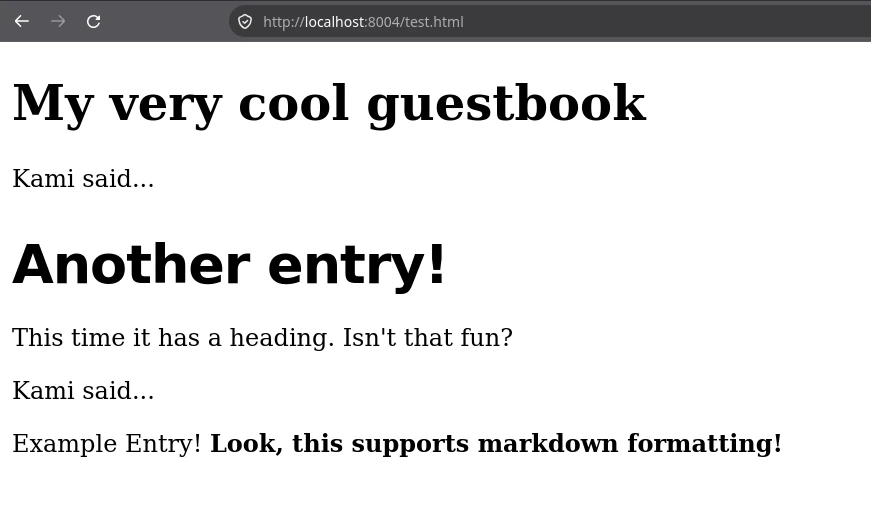 http://localhost:8004/test.html
My very cool guestbook
Kami said...
Another entry!
This time it has a heading. Isn't that fun?
Kami said...
Example Entry! Look, this supports markdown formatting!